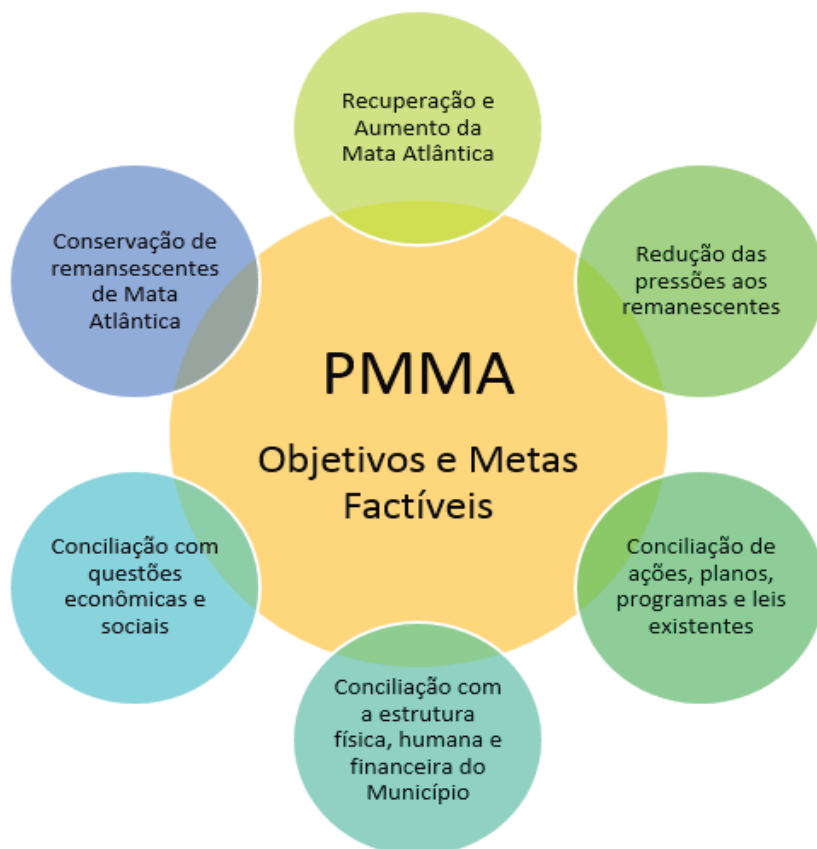 Recuperação e
Aumento da
Mata Atlântica
Redução das
pressões aos
remanescentes
Conciliação de
ações, planos,
programas e leis
existentes
Conciliação com
a estrutura
física, humana e
financeira do
Município
Conciliação com
questões
econômicas e
sociais
Conservação de
remansescentes
de Mata
Atlântica
PMMA
Objetivos e Metas
Factíveis